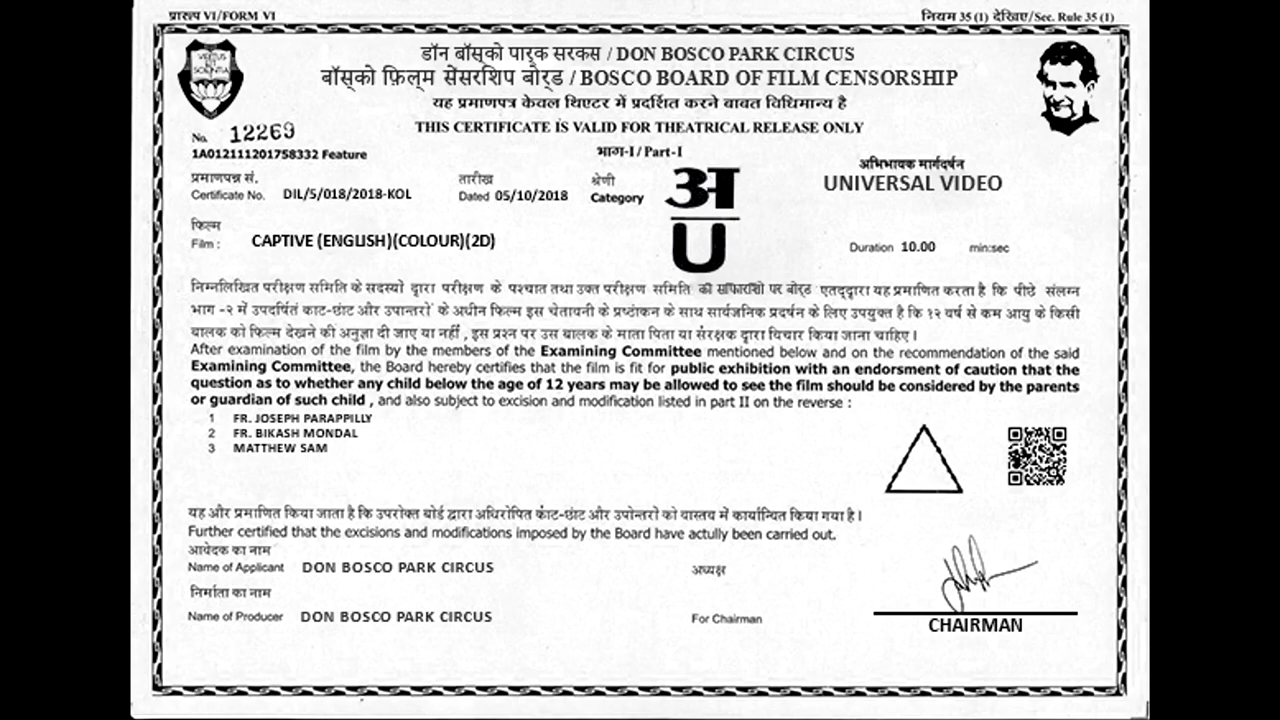 प्रारूप VI/FORM VI
नियम 35 (1) देखिए/Sec. Rule 35 (1)
डॉन बॉस्को पार्क सरकस / DON BOSCO PARK CIRCUS
बॉस्को फ़िल्म सेंसरशिप बोर्ड / BOSCO BOARD OF FILM CENSORSHIP
यह प्रमाणपत्र केवल थिएटर में प्रदर्शित करने बाबत विधिमान्य है
THIS CERTIFICATE IS VALID FOR THEATRICAL RELEASE ONLY
No. 12269
1A012111201758332 Feature
भाग-I / Part-I
प्रमाणपत्र सं.
Certificate No. DIL/5/018/2018-KOL
तारीख
Dated 05/10/2018
श्रेणी
Category
अ
U
अभिभावक मार्गदर्षन
UNIVERSAL VIDEO
फिल्म
Film : CAPTIVE (ENGLISH)(COLOUR)(2D)
Duration 10.00 min:sec
निम्नलिखित परीक्षण समिति के सदस्यों द्वारा परीक्षण के पश्चात तथा उक्त परीक्षण समिति की सिफारिशों पर बोर्ड एतद्द्वारा यह प्रमाणित करता है कि पीछे संलग्न
भाग -२ में उपदर्षित काट-छांट और उपान्तरों के अधीन फिल्म इस चेतावनी के प्रष्ठांकन के साथ सार्वजनिक प्रदर्षन के लिए उपयुक्त है कि १२ वर्ष से कम आयु के किसी
बालक को फिल्म देखने की अनुज्ञा दी जाए या नहीं , इस प्रश्न पर उस बालक के माता पिता या संरक्षक द्वारा विचार किया जाना चाहिए ।
After examination of the film by the members of the Examining Committee mentioned below and on the recommendation of the said
Examining Committee, the Board hereby certifies that the film is fit for public exhibition with an endorsment of caution that the
question as to whether any child below the age of 12 years may be allowed to see the film should be considered by the parents
or guardian of such child , and also subject to excision and modification listed in part II on the reverse :
1 FR. JOSEPH PARAPPILLY
2 FR. BIKASH MONDAL
3 MATTHEW SAM
यह और प्रमाणित किया जाता है कि उपरोक्त बोर्ड द्वारा अधिरोपित काट-छांट और उपोन्तरो को वास्तव में कार्यान्वित किया गया है ।
Further certified that the excisions and modifications imposed by the Board have actully been carried out.
आवेदक का नाम
Name of Applicant DON BOSCO PARK CIRCUS
अध्यक्ष
निर्माता का नाम
Name of Producer DON BOSCO PARK CIRCUS
For Chairman
CHAIRMAN